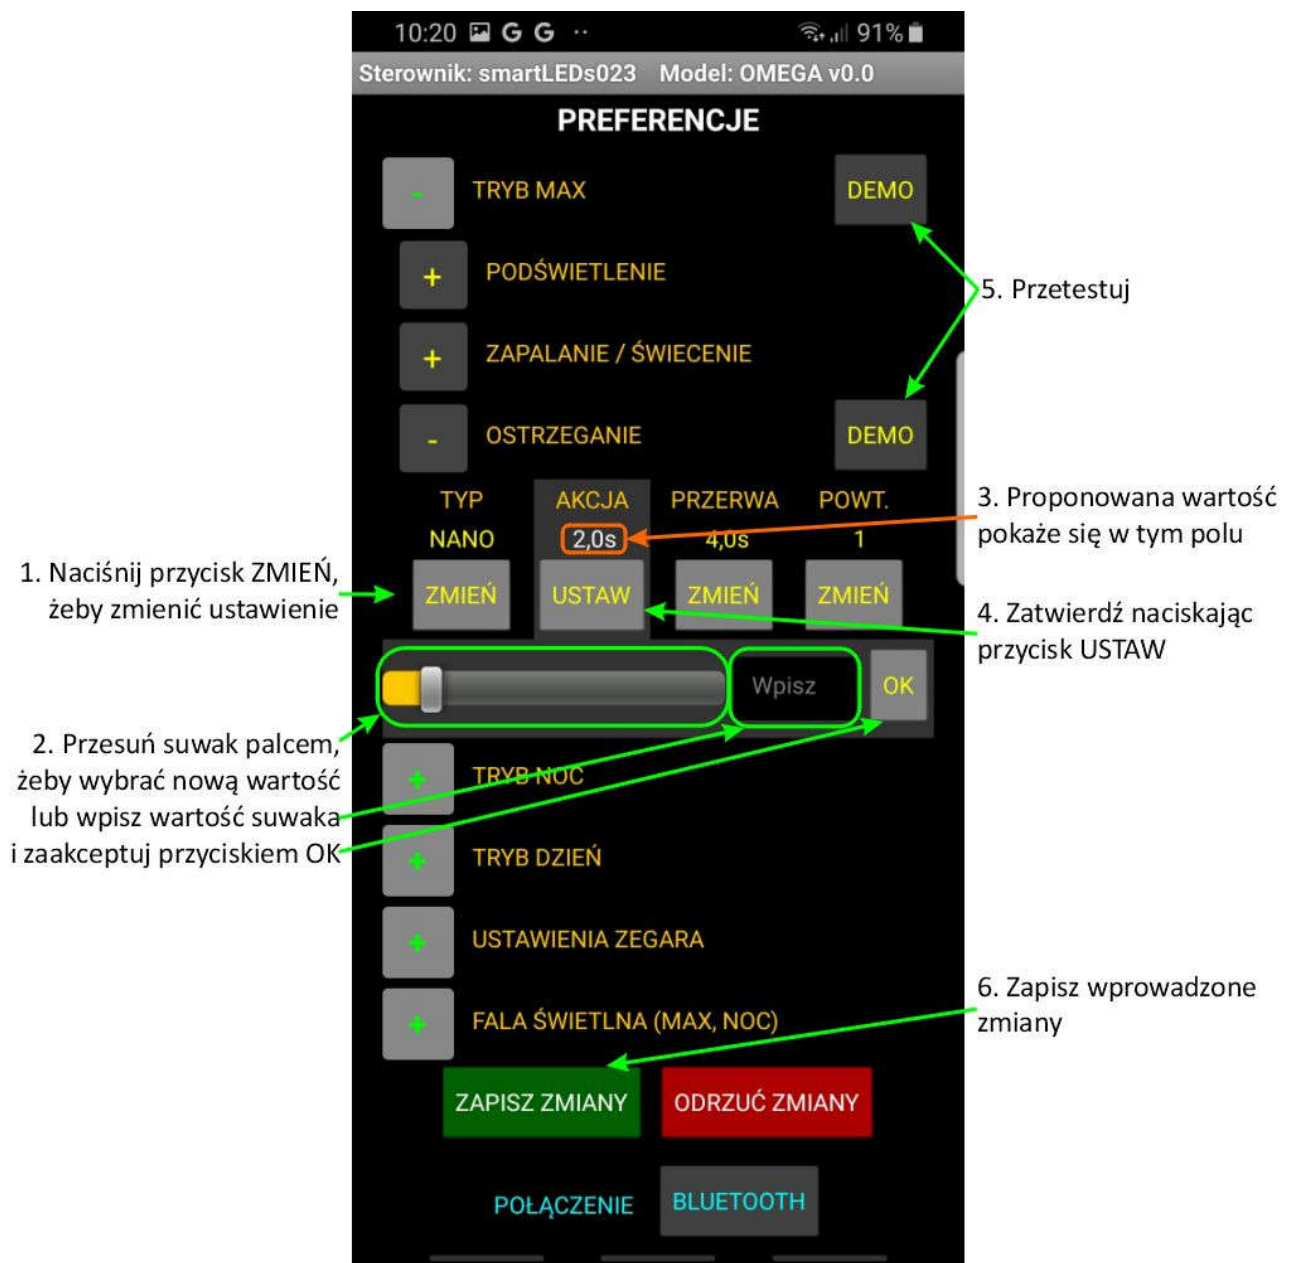 10:20 G G 91%
Sterownik: smartLEDs023 Model: OMEGA v0.0
PREFERENCJE
- TRYB MAX DEMO
+ PODŚWIETLENIE
5. Przetestuj
+ ZAPALANIE / ŚWIECENIE
- OSTRZEGANIE DEMO
TYP AKCJA PRZERWA POWT.
NANO 2,0s 4,0s 1
3. Proponowana wartość
pokaże się w tym polu
1. Naciśnij przycisk ZMIEŃ,
żeby zmienić ustawienie
ZMIEŃ USTAW ZMIEŃ ZMIEŃ
4. Zatwierdź naciskając
przycisk USTAW
Wpisz OK
2. Przesuń suwak palcem,
żeby wybrać nową wartość
lub wpisz wartość suwaka
i zaakceptuj przyciskiem OK
+ TRYB NOC
+ TRYB DZIEŃ
+ USTAWIENIA ZEGARA
+ FALA ŚWIETLNA (MAX, NOC)
6. Zapisz wprowadzone
zmiany
ZAPISZ ZMIANY ODRZUĆ ZMIANY
POŁĄCZENIE BLUETOOTH